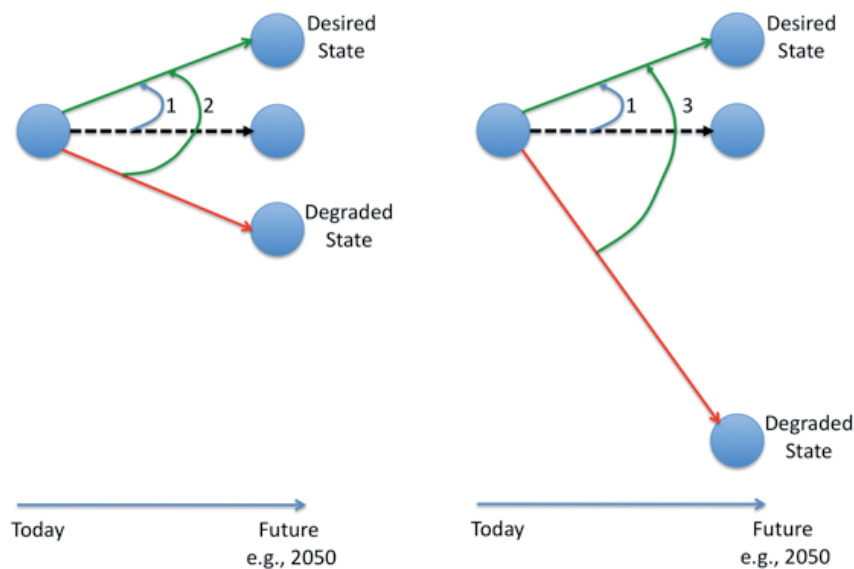 Desired
State
1
2
Degraded
State
Today
Future
e.g., 2050
Desired
State
1
3
Degraded
State
Today
Future
e.g., 2050